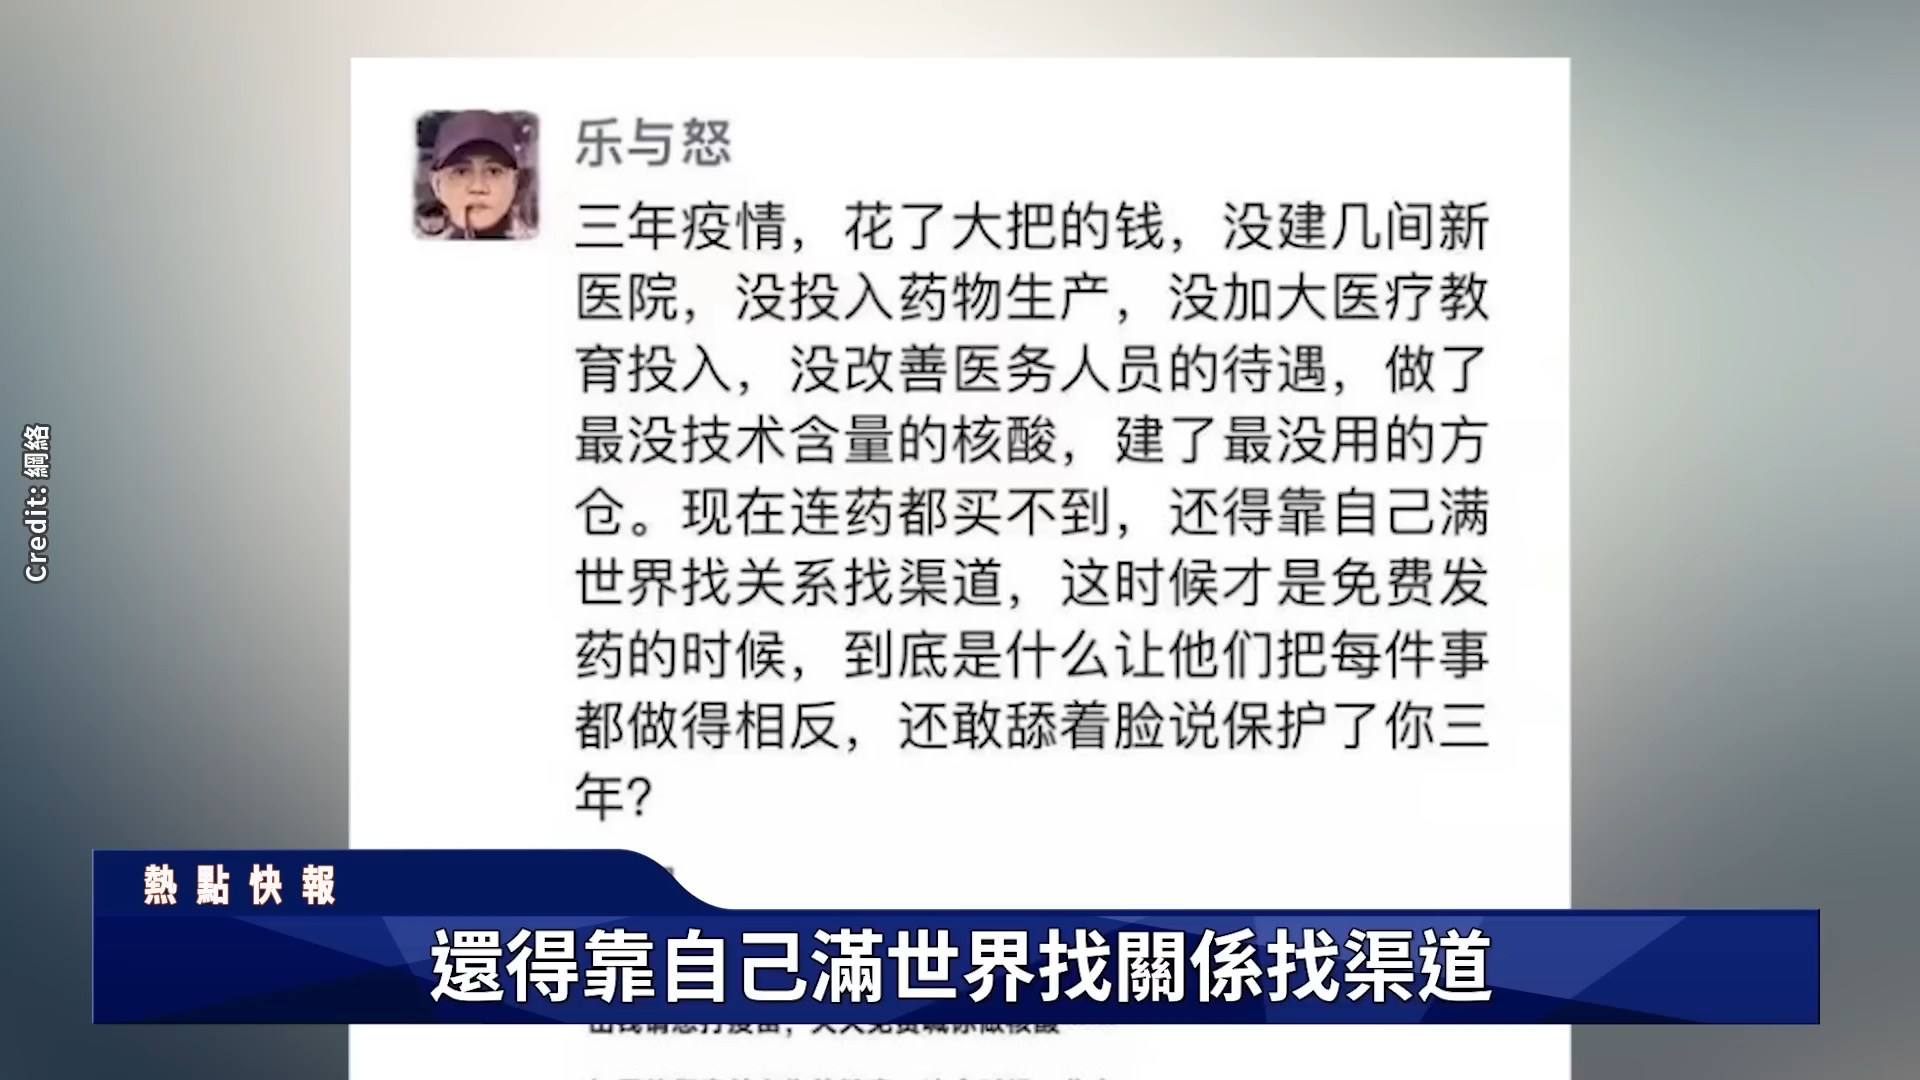 乐与怒
三年疫情，花了大把的钱，没建几间新
医院，没投入药物生产，没加大医疗教
育投入，没改善医务人员的待遇，做了
最没技术含量的核酸，建了最没用的方
仓。现在连药都买不到，还得靠自己满
世界找关系找渠道，这时候才是免费发
药的时候，到底是什么让他们把每件事
都做得相反，还敢舔着脸说保护了你三
年？
Credit: 網絡
熱點快報
還得靠自己滿世界找關係找渠道